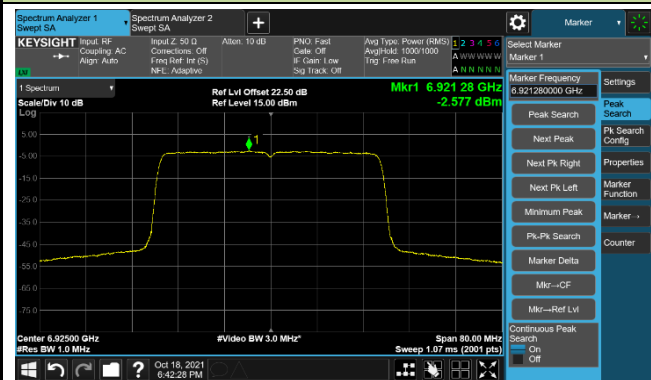 Spectrum Analyzer 1
Swept SA
Spectrum Analyzer 2
Swept SA
+
Marker
KEYSIGHT
Input: RF
Coupling: AC
Align: Auto
Input Z: 50 Ω
Corrections: Off
Freq Ref: Int (S)
NFE: Adaptive
Atten: 10 dB
PNO: Fast
Gate: Off
IF Gain: Low
Sig Track: Off
Avg Type: Power (RMS)
Avg|Hold: 1000/1000
Trig: Free Run
1 2 3 4 5 6
A W W W W W
A N N N N N
Select Marker
Marker 1
1 Spectrum
Scale/Div 10 dB
Log
Ref Lvl Offset 22.50 dB
Ref Level 15.00 dBm
Mkr1 6.921 28 GHz
-2.577 dBm
5.00
-5.00
-15.0
-25.0
-35.0
-45.0
-55.0
-65.0
-75.0
1
Center 6.92500 GHz
#Res BW 1.0 MHz
#Video BW 3.0 MHz*
Span 80.00 MHz
Sweep 1.07 ms (2001 pts)
Marker Frequency
6.921280000 GHz
Peak Search
Next Peak
Next Pk Right
Next Pk Left
Minimum Peak
Pk-Pk Search
Marker Delta
Mkr→CF
Mkr→Ref Lvl
Continuous Peak
Search
On
Off
Settings
Peak
Search
Pk Search
Config
Properties
Marker
Function
Marker→
Counter
?
Oct 18, 2021
6:42:28 PM